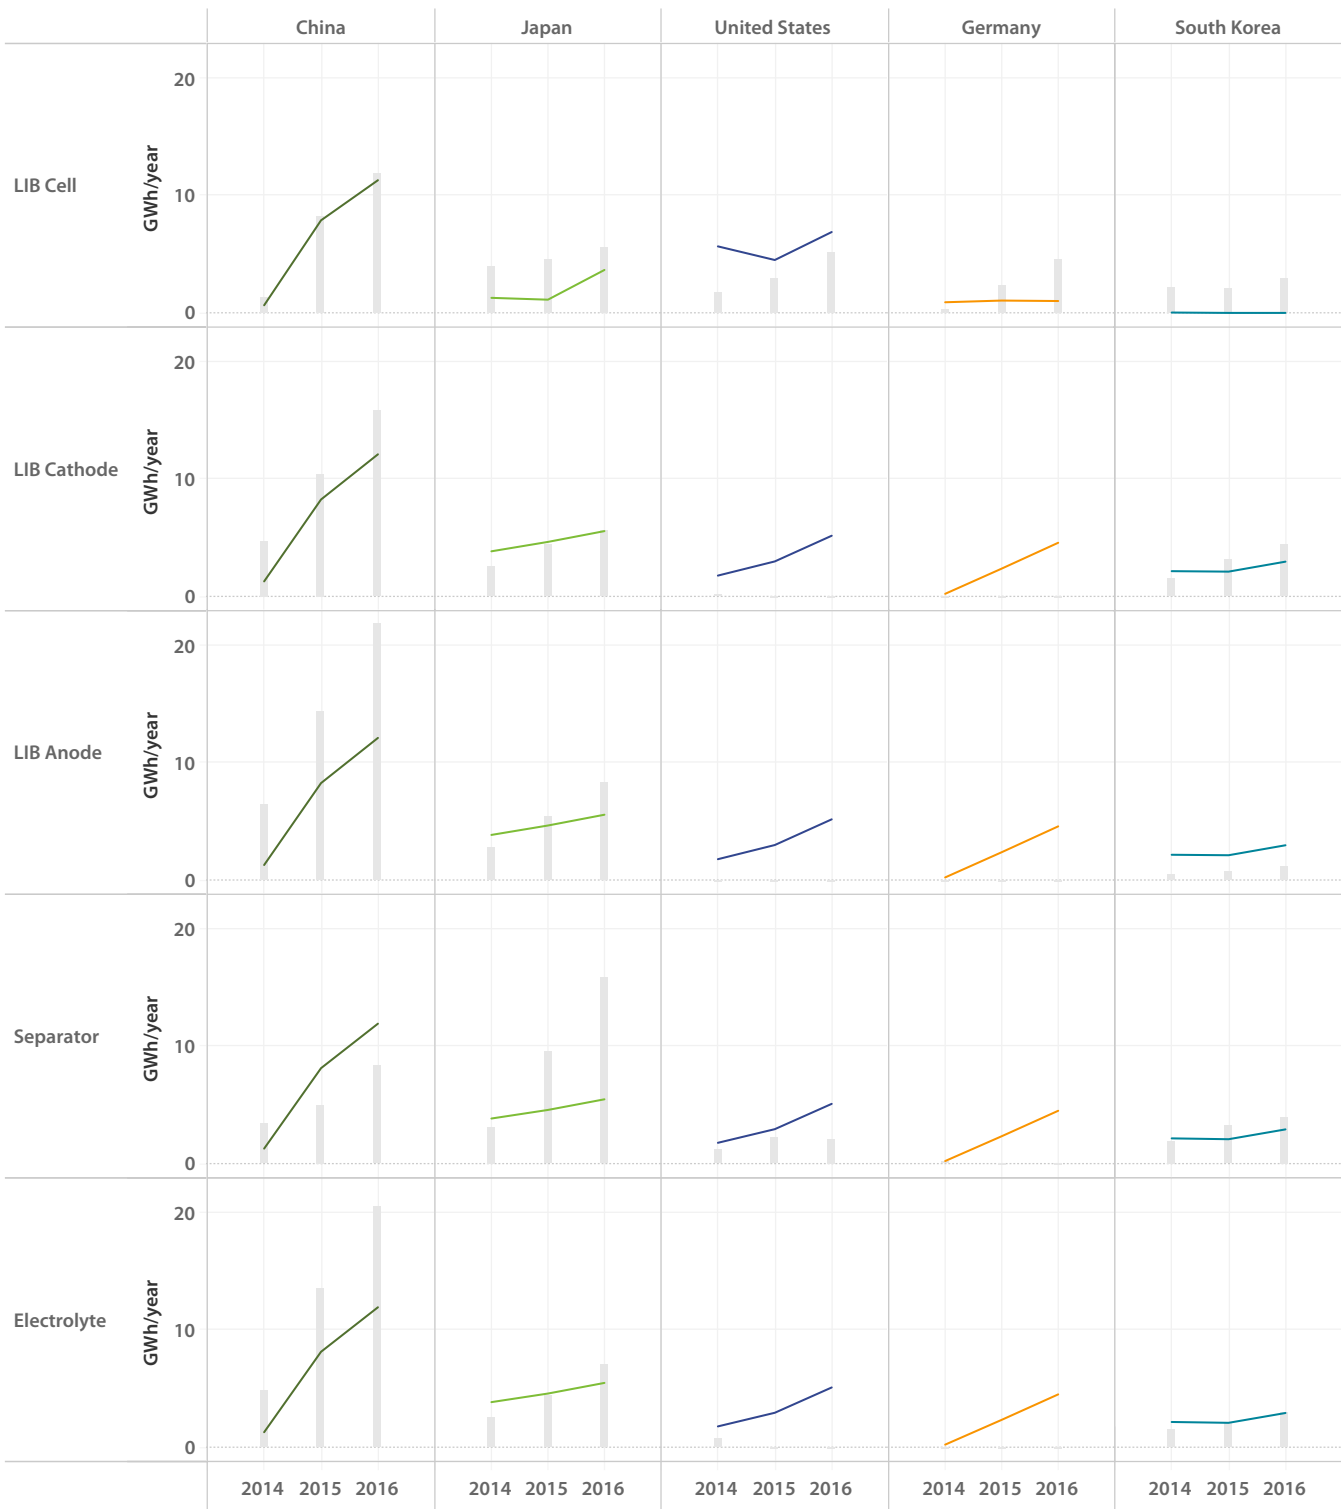 China Japan United States Germany South Korea
20
LIB Cell GWh/year 10
0
20
LIB Cathode GWh/year 10
0
20
LIB Anode GWh/year 10
0
20
Separator GWh/year 10
0
20
Electrolyte GWh/year 10
0
2014 2015 2016 2014 2015 2016 2014 2015 2016 2014 2015 2016 2014 2015 2016